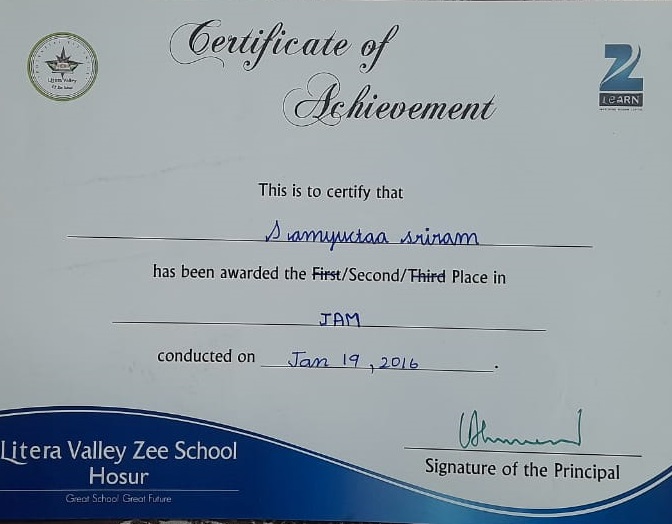 Certificate of
Achievement
Litera Valley
Z
LEARN
This is to certify that
Samyuktaa Sriram
has been awarded the First/Second/Third Place in
JAM
conducted on Jan 19, 2016.
Litera Valley Zee School
Hosur
Great School Great Future
Signature of the Principal